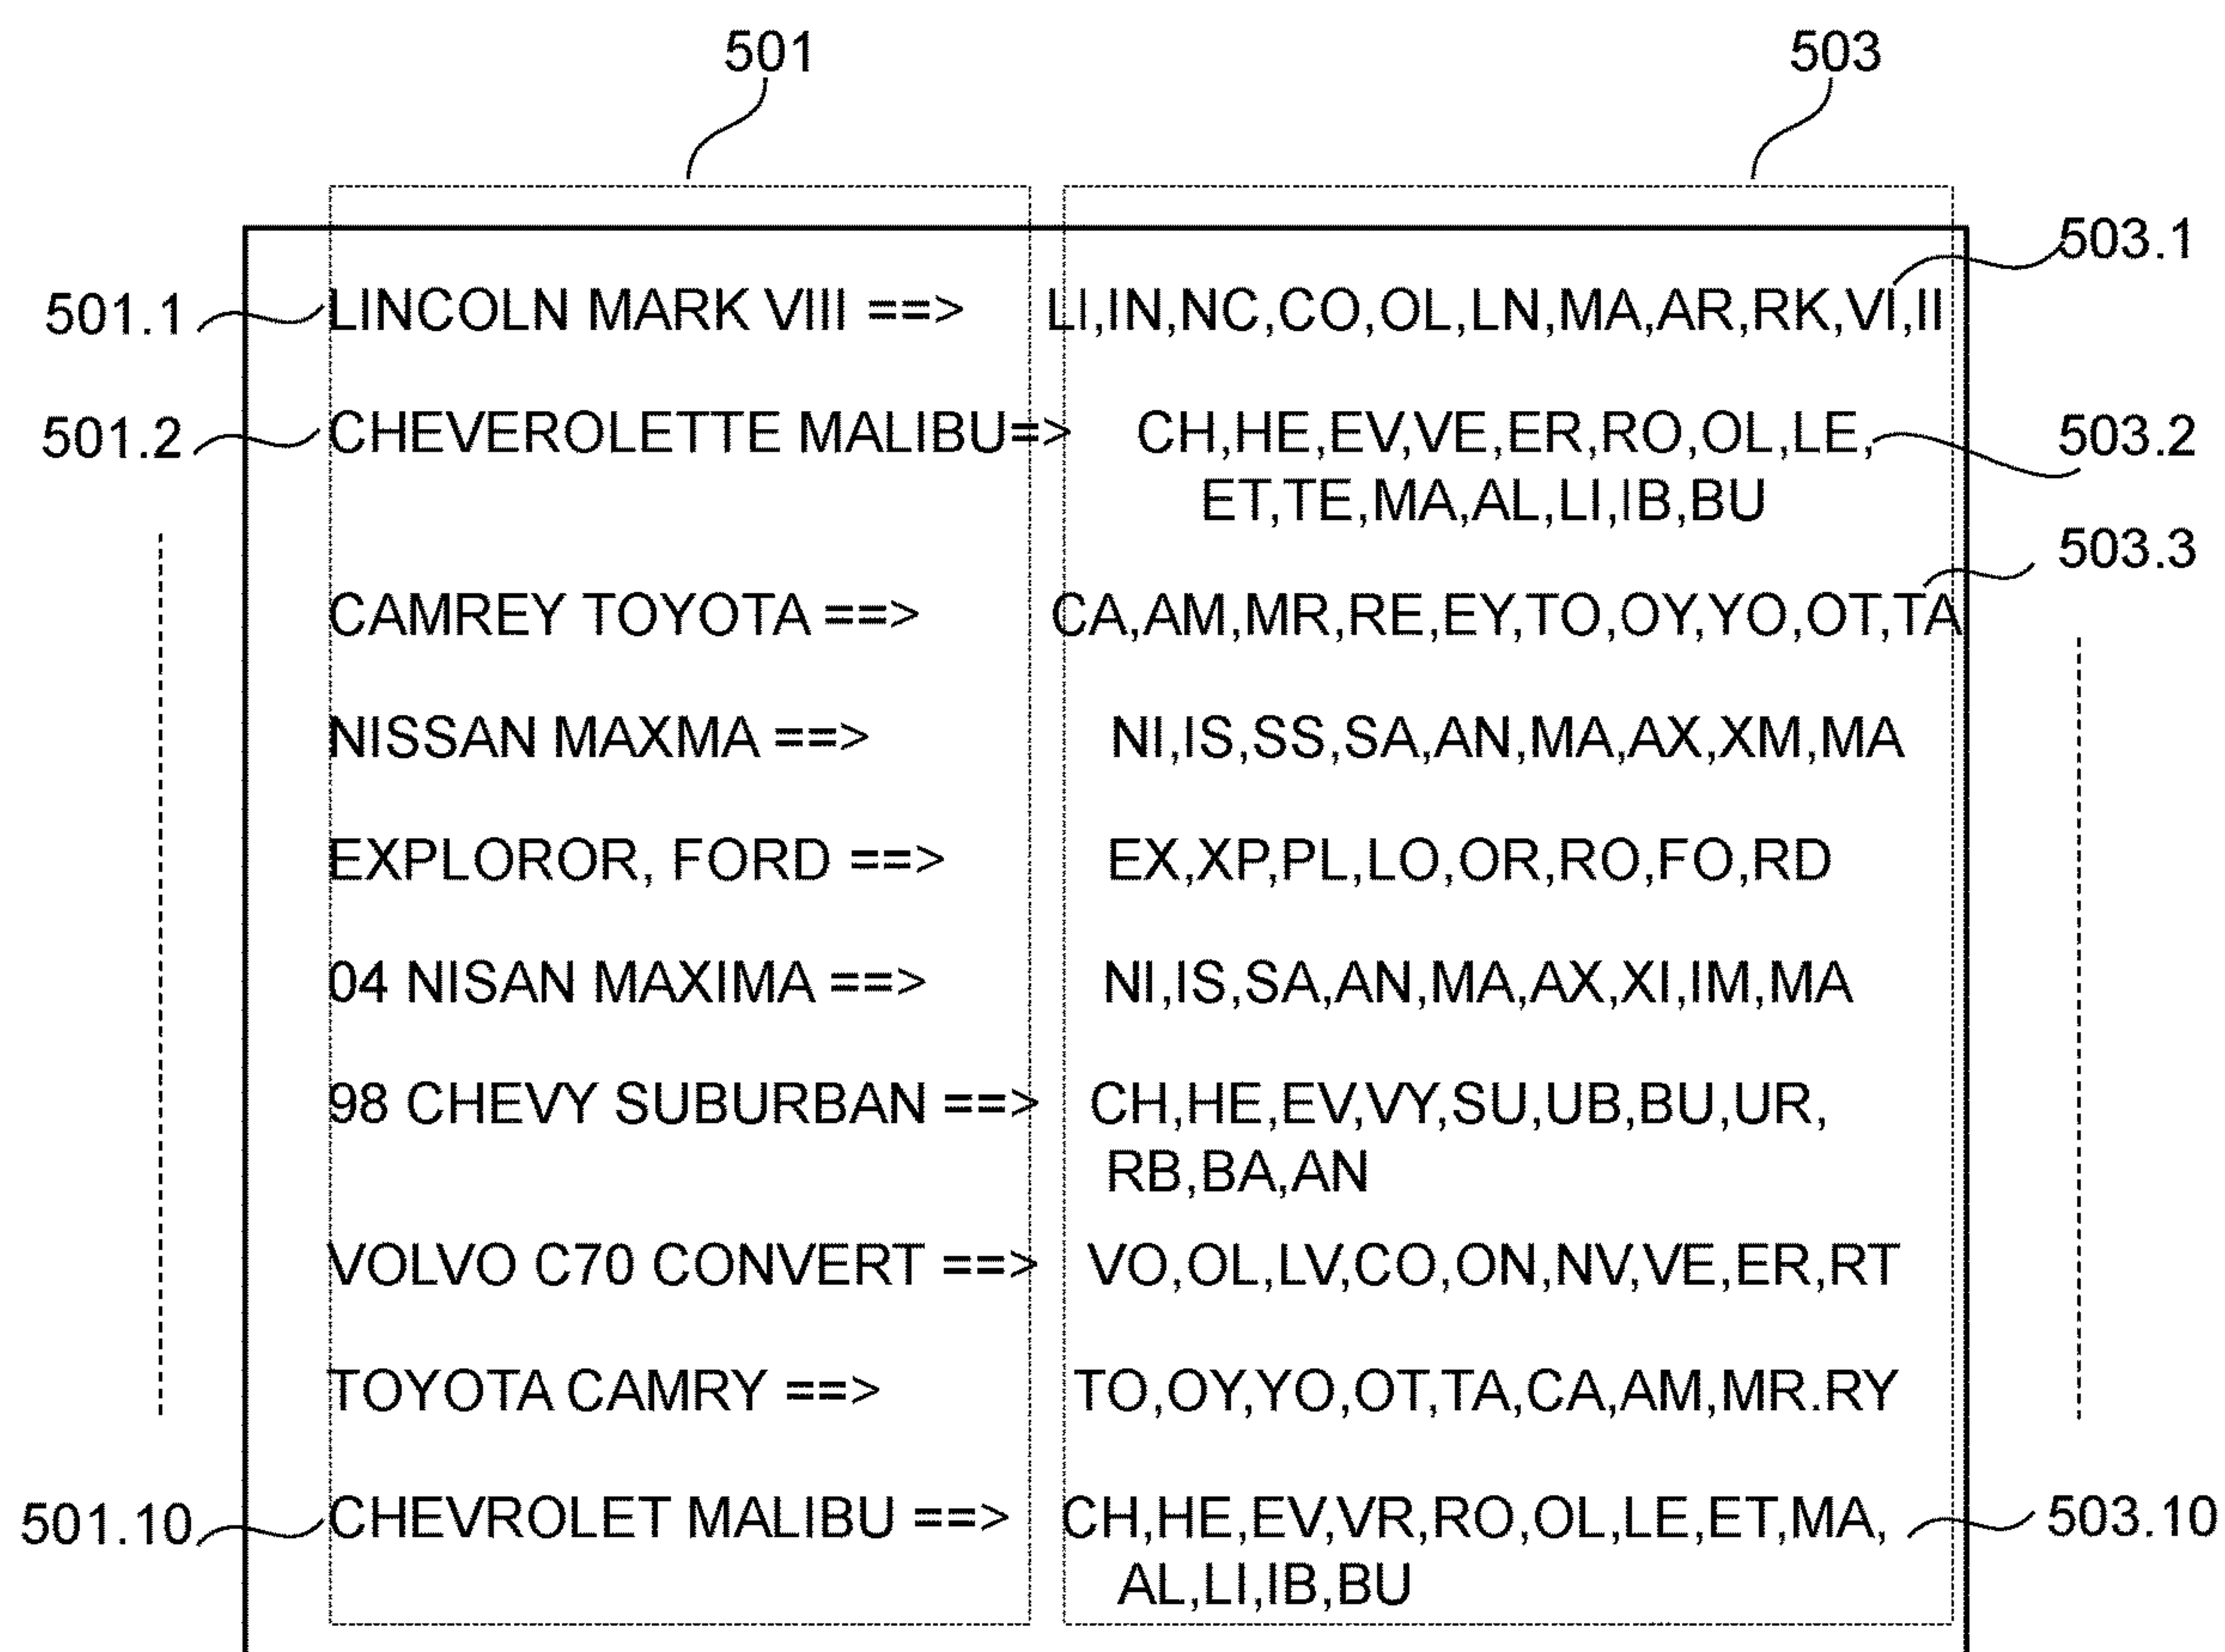 501 503
503.1
501.1 LINCOLN MARK VIII ==> LI,IN,NC,CO,OL,LN,MA,AR,RK,VI,II
501.2 CHEVEROLETTE MALIBU=> CH,HE,EV,VE,ER,RO,OL,LE, 503.2
ET,TE,MA,AL,LI,IB,BU
503.3
CAMREY TOYOTA ==> CA,AM,MR,RE,EY,TO,OY,YO,OT,TA
NISSAN MAXMA ==> NI,IS,SS,SA,AN,MA,AX,XM,MA
EXPLOROR, FORD ==> EX,XP,PL,LO,OR,RO,FO,RD
04 NISAN MAXIMA ==> NI,IS,SA,AN,MA,AX,XI,IM,MA
98 CHEVY SUBURBAN ==> CH,HE,EV,VY,SU,UB,BU,UR,
RB,BA,AN
VOLVO C70 CONVERT ==> VO,OL,LV,CO,ON,NV,VE,ER,RT
TOYOTA CAMRY ==> TO,OY,YO,OT,TA,CA,AM,MR.RY
501.10 CHEVROLET MALIBU ==> CH,HE,EV,VR,RO,OL,LE,ET,MA, 503.10
AL,LI,IB,BU